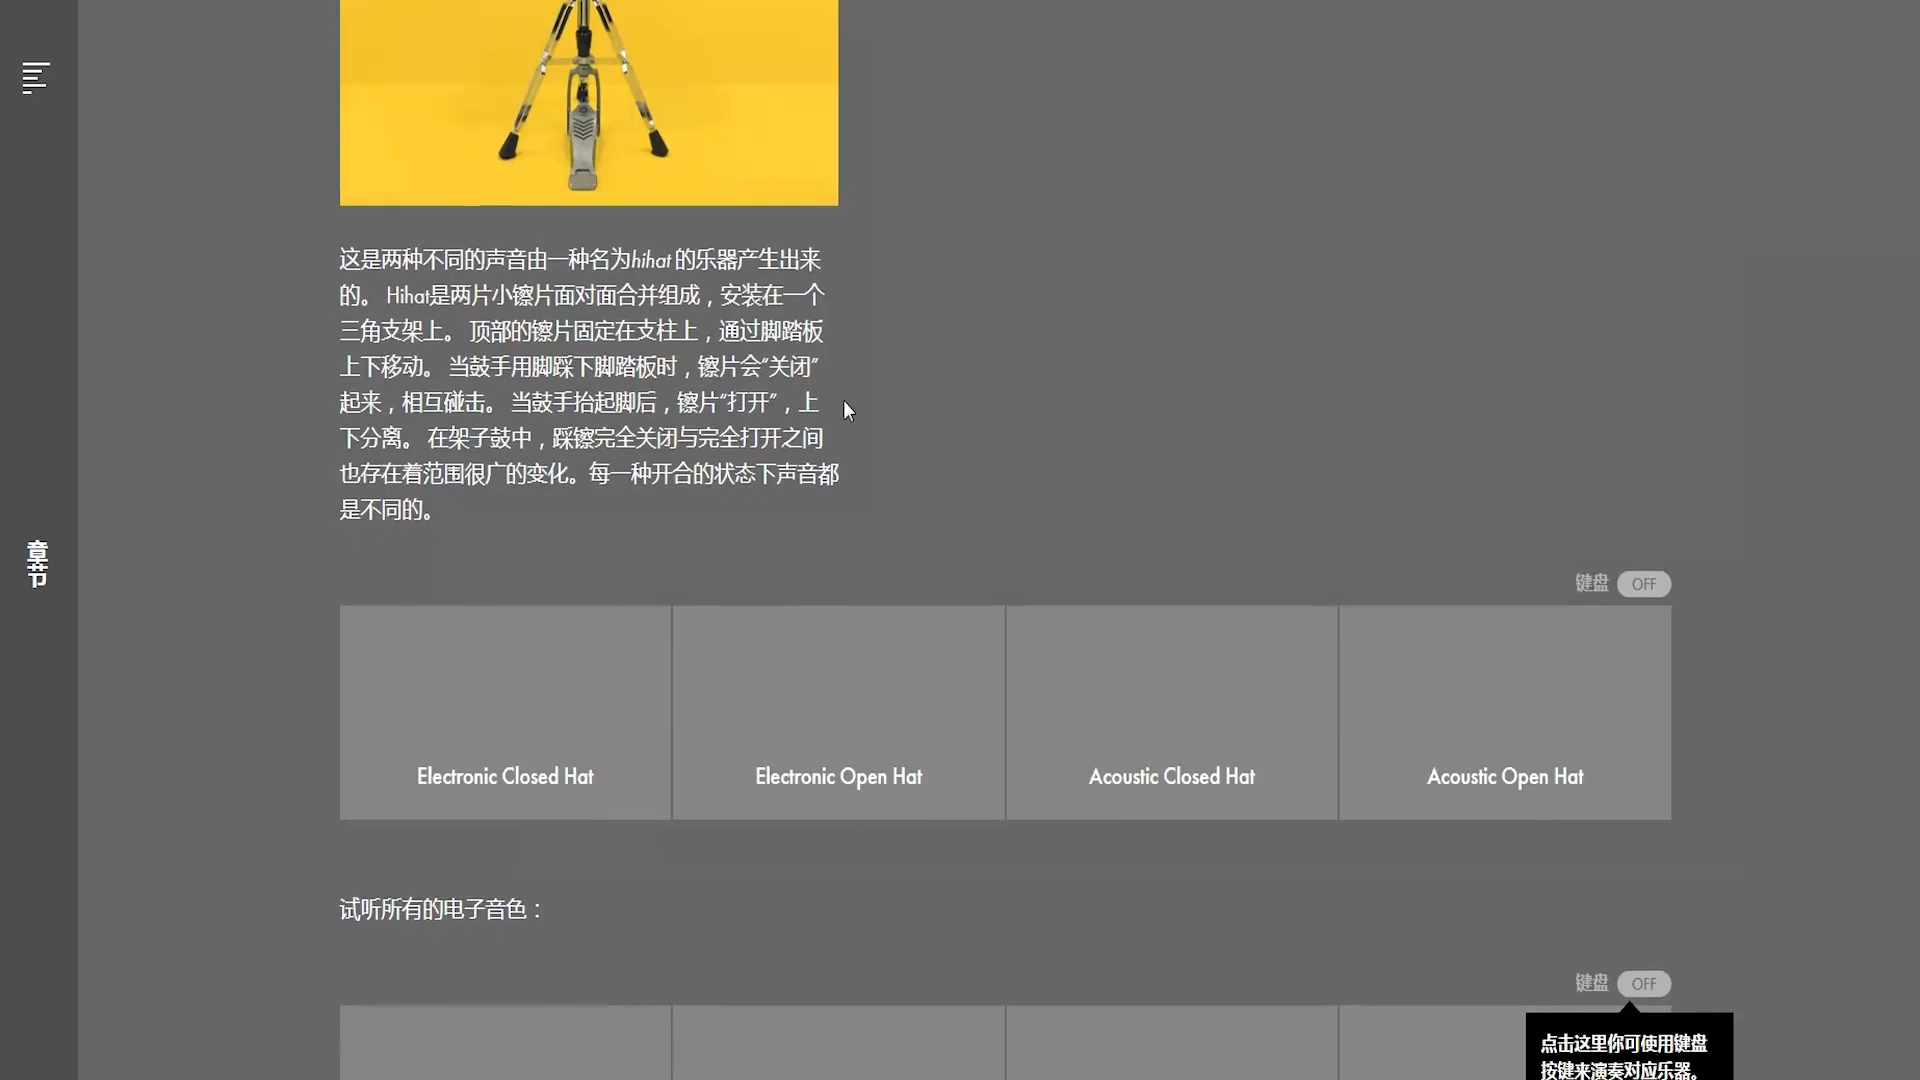 这是两种不同的声音由一种名为hihat 的乐器产生出来
的。 Hihat是两片小镲片面对面合并组成，安装在一个
三角支架上。 顶部的镲片固定在支柱上，通过脚踏板
上下移动。 当鼓手用脚踩下脚踏板时，镲片会“关闭”
起来，相互碰击。 当鼓手抬起脚后，镲片“打开”，上
下分离。 在架子鼓中，踩镲完全关闭与完全打开之间
也存在着范围很广的变化。每一种开合的状态下声音都
是不同的。
章节
键盘 OFF
Electronic Closed Hat
Electronic Open Hat
Acoustic Closed Hat
Acoustic Open Hat
试听所有的电子音色：
键盘 OFF
点击这里你可使用键盘
按键来演奏对应乐器。